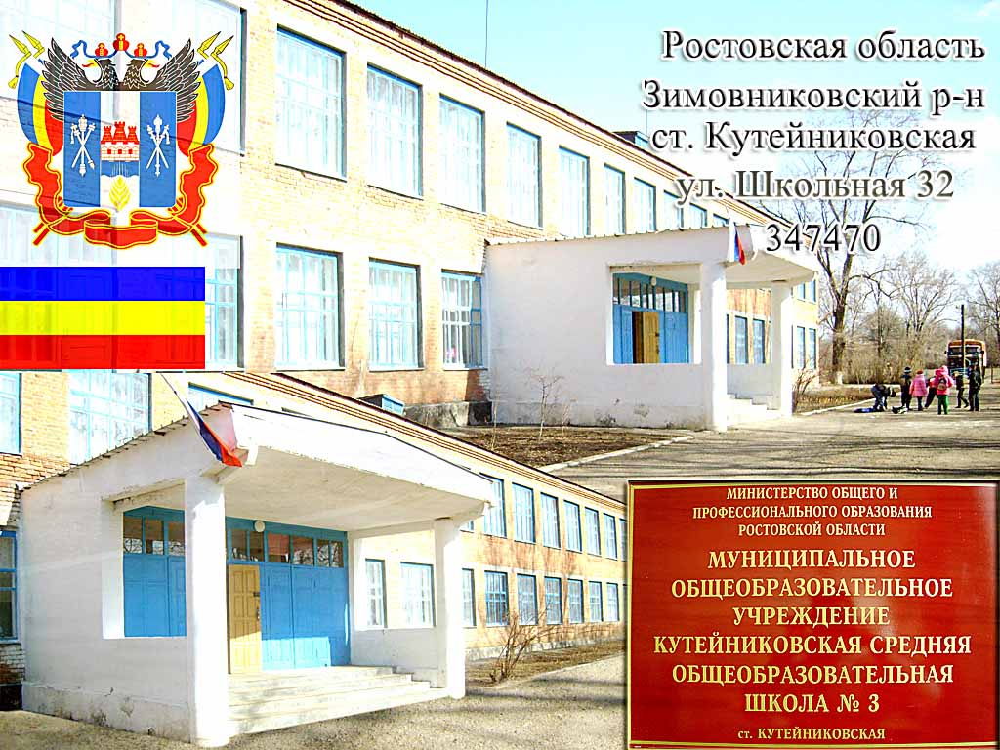 Ростовская область
Зимовниковский р-н
ст. Кутейниковская
ул. Школьная 32
347470
МИНИСТЕРСТВО ОБЩЕГО И
ПРОФЕССИОНАЛЬНОГО ОБРАЗОВАНИЯ
РОСТОВСКОЙ ОБЛАСТИ
МУНИЦИПАЛЬНОЕ
ОБЩЕОБРАЗОВАТЕЛЬНОЕ
УЧРЕЖДЕНИЕ
КУТЕЙНИКОВСКАЯ СРЕДНЯЯ
ОБЩЕОБРАЗОВАТЕЛЬНАЯ
ШКОЛА № 3
ст. КУТЕЙНИКОВСКАЯ